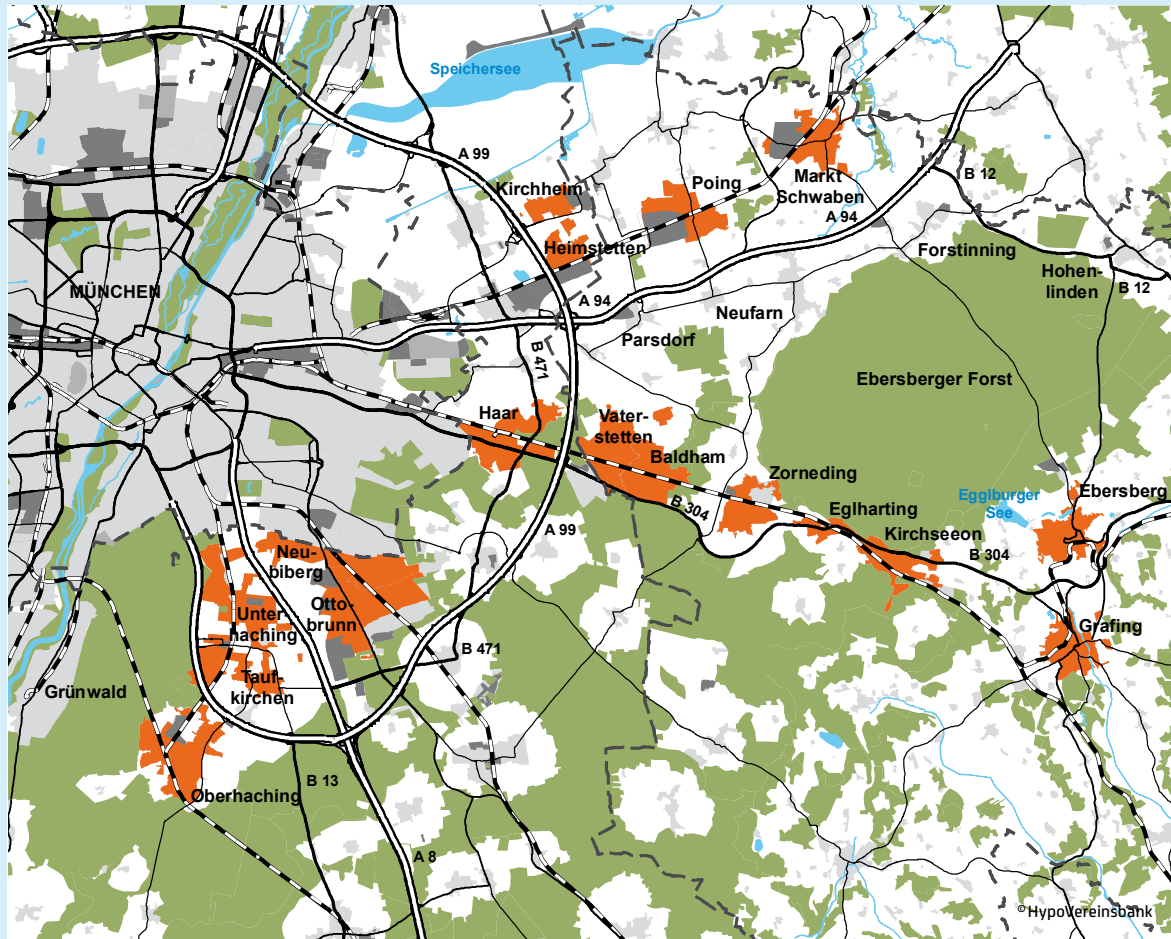 Speichersee
A 99
Kirchheim
Poing
Markt
Schwaben
B 12
A 94
Heimstetten
Forstinning
Hohen-
linden
B 12
MÜNCHEN
A 94
Neufarn
Parsdorf
B 471
Ebersberger Forst
Haar
Vater-
stetten
Baldham
Zorneding
B 304
Egglburger
See
Ebersberg
Eglharting
Kirchseeon
B 304
A 99
Neu-
biberg
Otto-
brunn
Unter-
haching
Grafing
B 471
Tauf-
kirchen
Grünwald
B 13
Oberhaching
A 8
©HypoVereinsbank